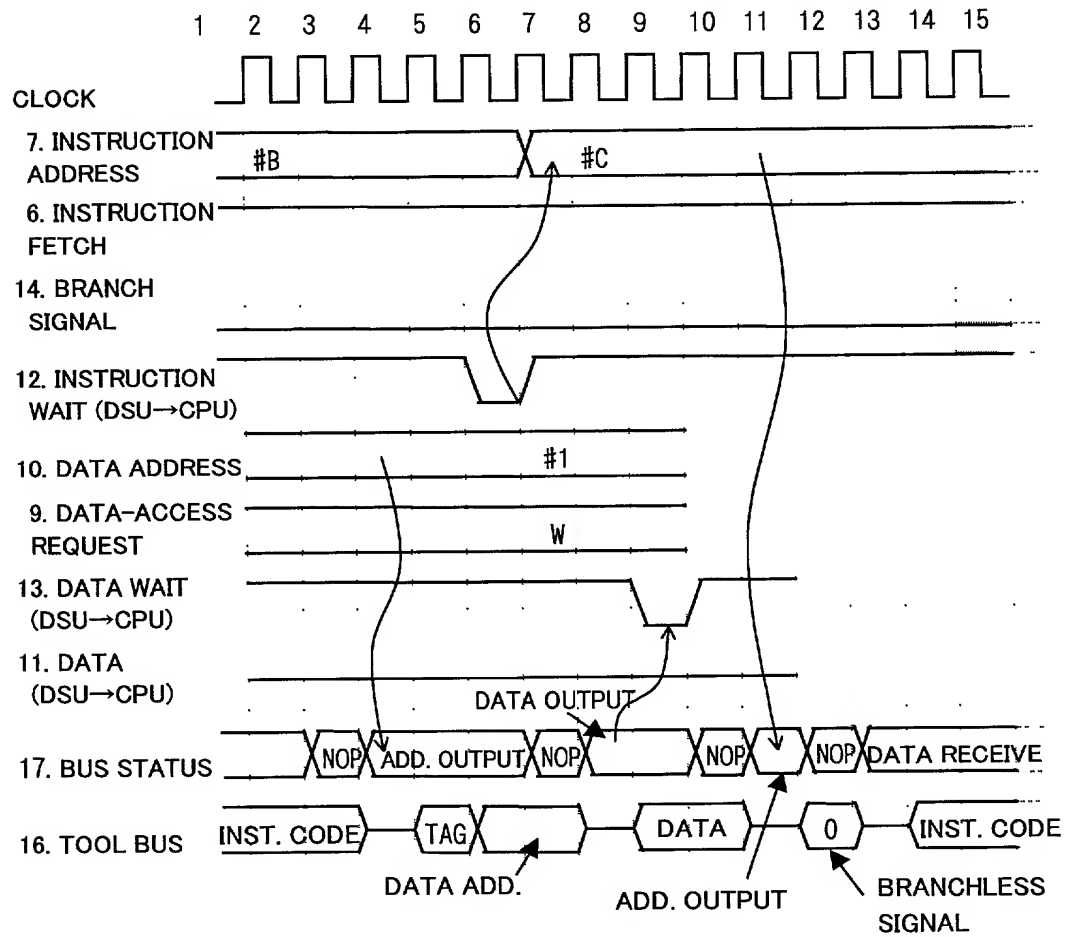 1 2 3 4 5 6 7 8 9 10 11 12 13 14 15
CLOCK
7. INSTRUCTION
ADDRESS
#B
#C
6. INSTRUCTION
FETCH
14. BRANCH
SIGNAL
12. INSTRUCTION
WAIT (DSU→CPU)
10. DATA ADDRESS
#1
9. DATA-ACCESS
REQUEST
W
13. DATA WAIT
(DSU→CPU)
11. DATA
(DSU→CPU)
DATA OUTPUT
17. BUS STATUS
NOP
ADD. OUTPUT
NOP
NOP
NOP
DATA RECEIVE
16. TOOL BUS
INST. CODE
TAG
DATA
0
INST. CODE
DATA ADD.
ADD. OUTPUT
BRANCHLESS
SIGNAL